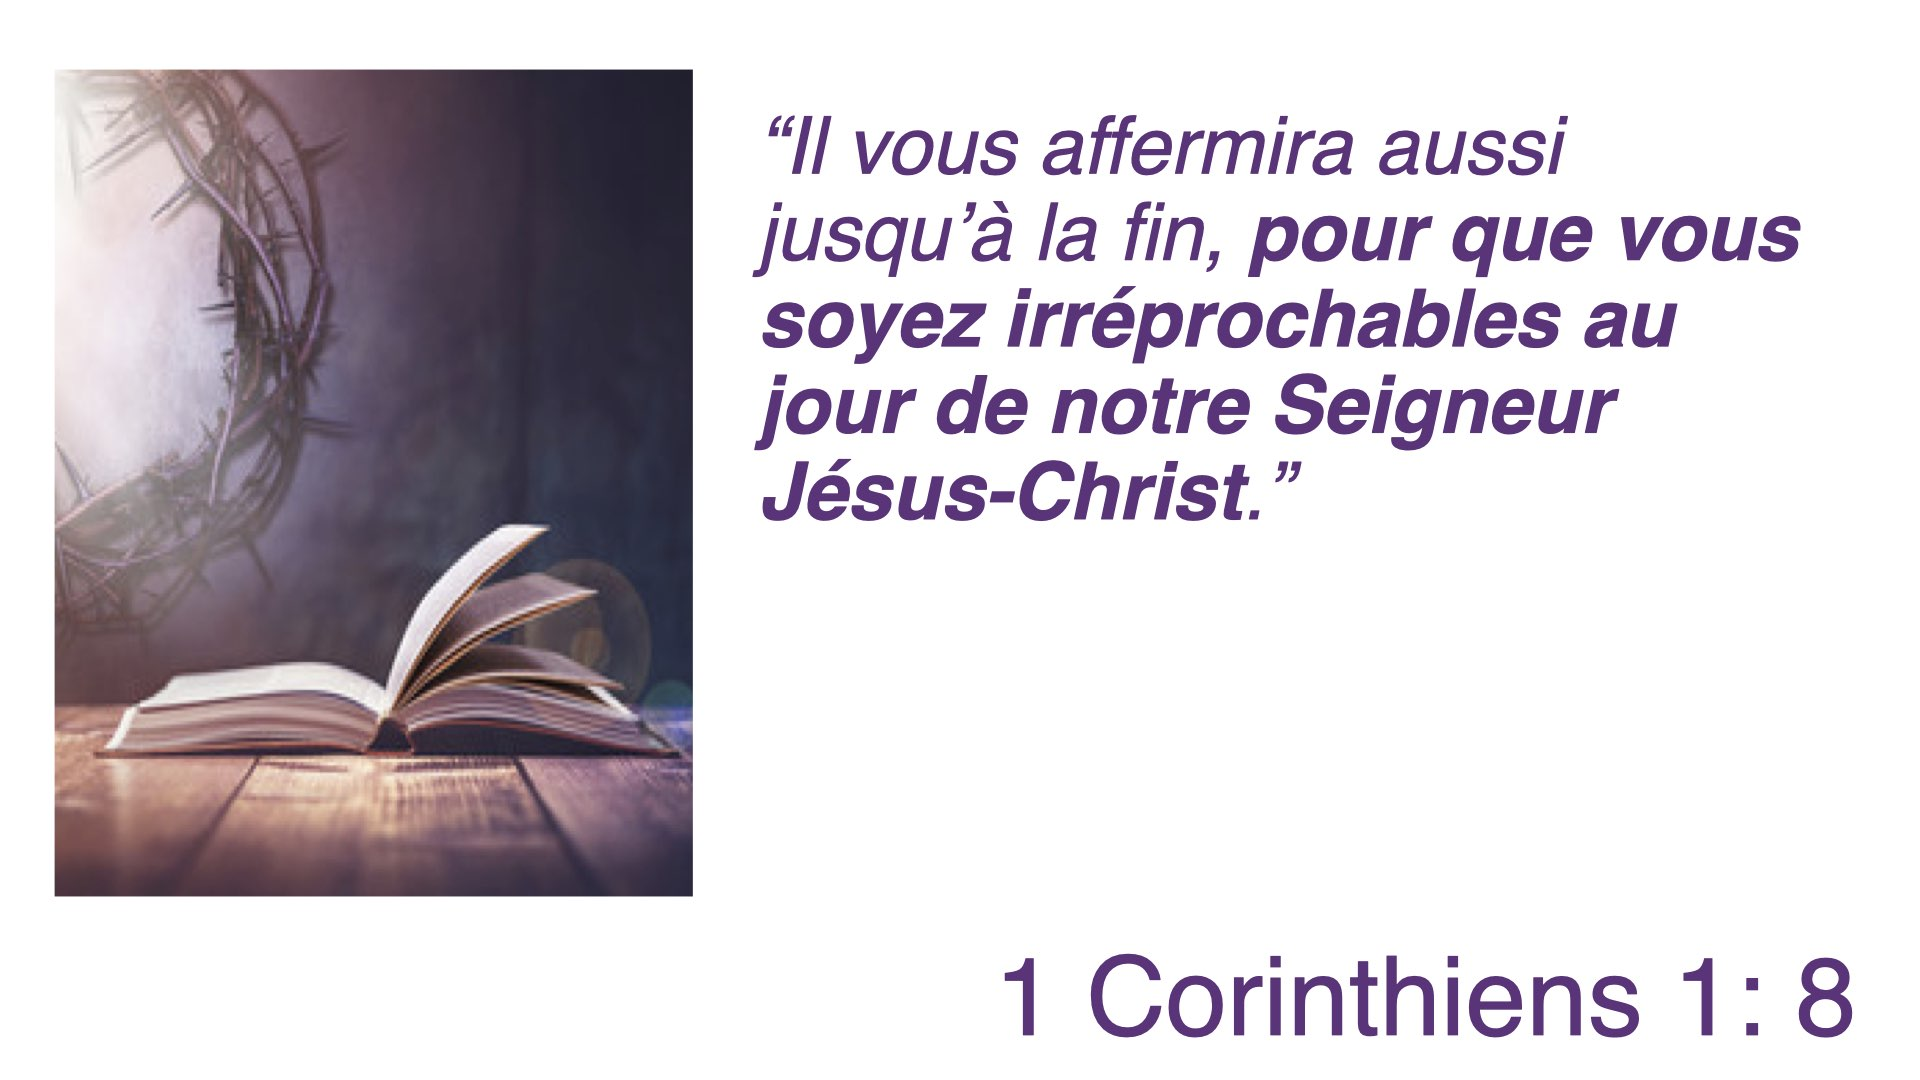 “Il vous affermira aussi
jusqu’à la fin, pour que vous
soyez irréprochables au
jour de notre Seigneur
Jésus-Christ.”
1 Corinthiens 1: 8